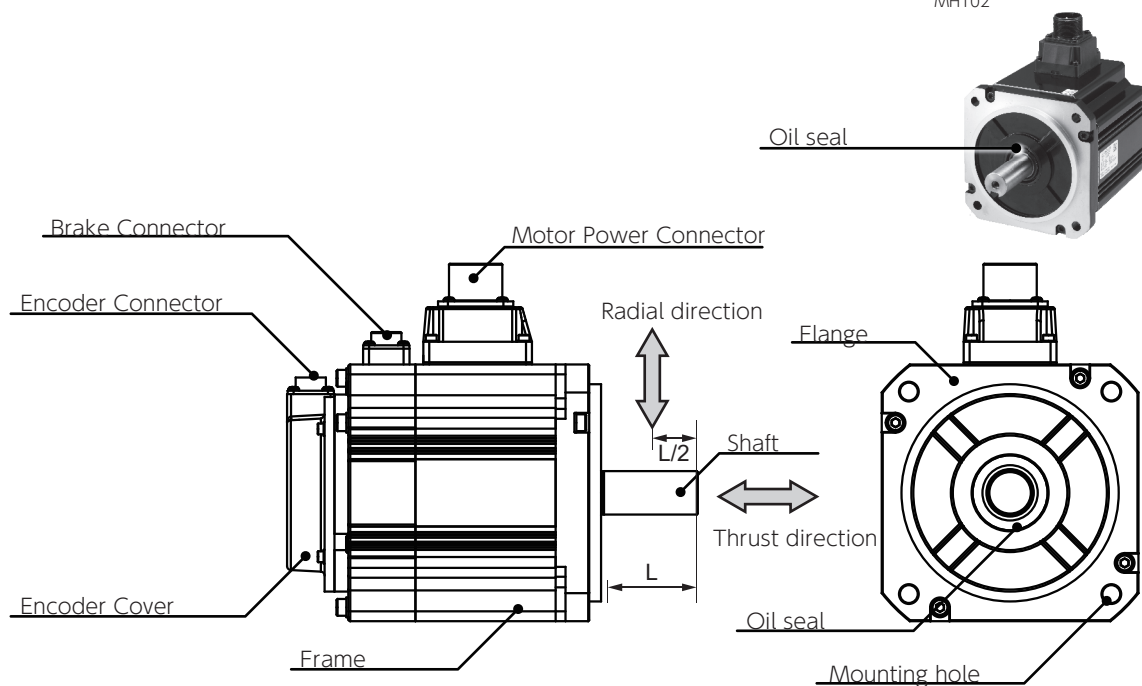 MH102
Oil seal
Brake Connector
Motor Power Connector
Encoder Connector
Radial direction
Flange
L/2
Shaft
Thrust direction
L
Encoder Cover
Oil seal
Frame
Mounting hole